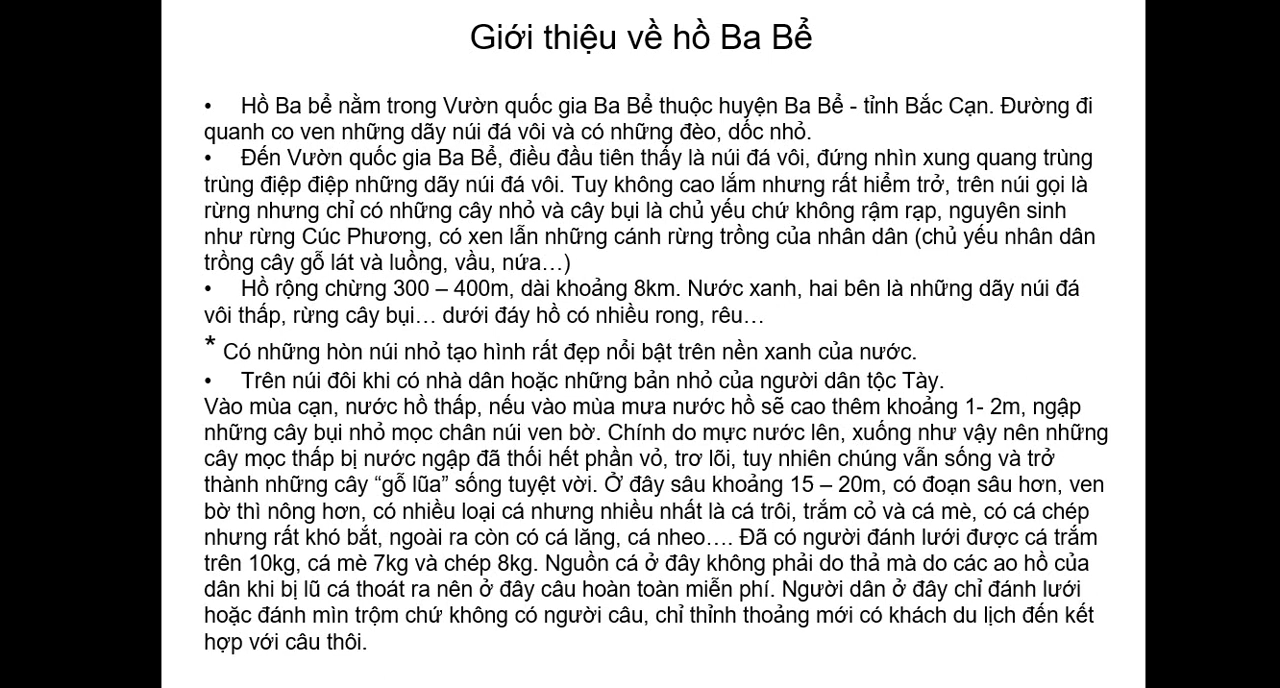 Giới thiệu về hồ Ba Bể
• Hồ Ba bể nằm trong Vườn quốc gia Ba Bể thuộc huyện Ba Bể - tỉnh Bắc Cạn. Đường đi
quanh co ven những dãy núi đá vôi và có những đèo, dốc nhỏ.
• Đến Vườn quốc gia Ba Bể, điều đầu tiên thấy là núi đá vôi, đứng nhìn xung quang trùng
trùng điệp điệp những dãy núi đá vôi. Tuy không cao lắm nhưng rất hiểm trở, trên núi gọi là
rừng nhưng chỉ có những cây nhỏ và cây bụi là chủ yếu chứ không rậm rạp, nguyên sinh
như rừng Cúc Phương, có xen lẫn những cánh rừng trồng của nhân dân (chủ yếu nhân dân
trồng cây gỗ lát và luồng, vầu, nứa…)
• Hồ rộng chừng 300 – 400m, dài khoảng 8km. Nước xanh, hai bên là những dãy núi đá
vôi thấp, rừng cây bụi… dưới đáy hồ có nhiều rong, rêu…
* Có những hòn núi nhỏ tạo hình rất đẹp nổi bật trên nền xanh của nước.
• Trên núi đôi khi có nhà dân hoặc những bản nhỏ của người dân tộc Tày.
Vào mùa cạn, nước hồ thấp, nếu vào mùa mưa nước hồ sẽ cao thêm khoảng 1- 2m, ngập
những cây bụi nhỏ mọc chân núi ven bờ. Chính do mực nước lên, xuống như vậy nên những
cây mọc thấp bị nước ngập đã thối hết phần vỏ, trơ lõi, tuy nhiên chúng vẫn sống và trở
thành những cây “gỗ lũa” sống tuyệt vời. Ở đây sâu khoảng 15 – 20m, có đoạn sâu hơn, ven
bờ thì nông hơn, có nhiều loại cá nhưng nhiều nhất là cá trôi, trắm cỏ và cá mè, có cá chép
nhưng rất khó bắt, ngoài ra còn có cá lăng, cá nheo…. Đã có người đánh lưới được cá trắm
trên 10kg, cá mè 7kg và chép 8kg. Nguồn cá ở đây không phải do thả mà do các ao hồ của
dân khi bị lũ cá thoát ra nên ở đây câu hoàn toàn miễn phí. Người dân ở đây chỉ đánh lưới
hoặc đánh mìn trộm chứ không có người câu, chỉ thỉnh thoảng mới có khách du lịch đến kết
hợp với câu thôi.